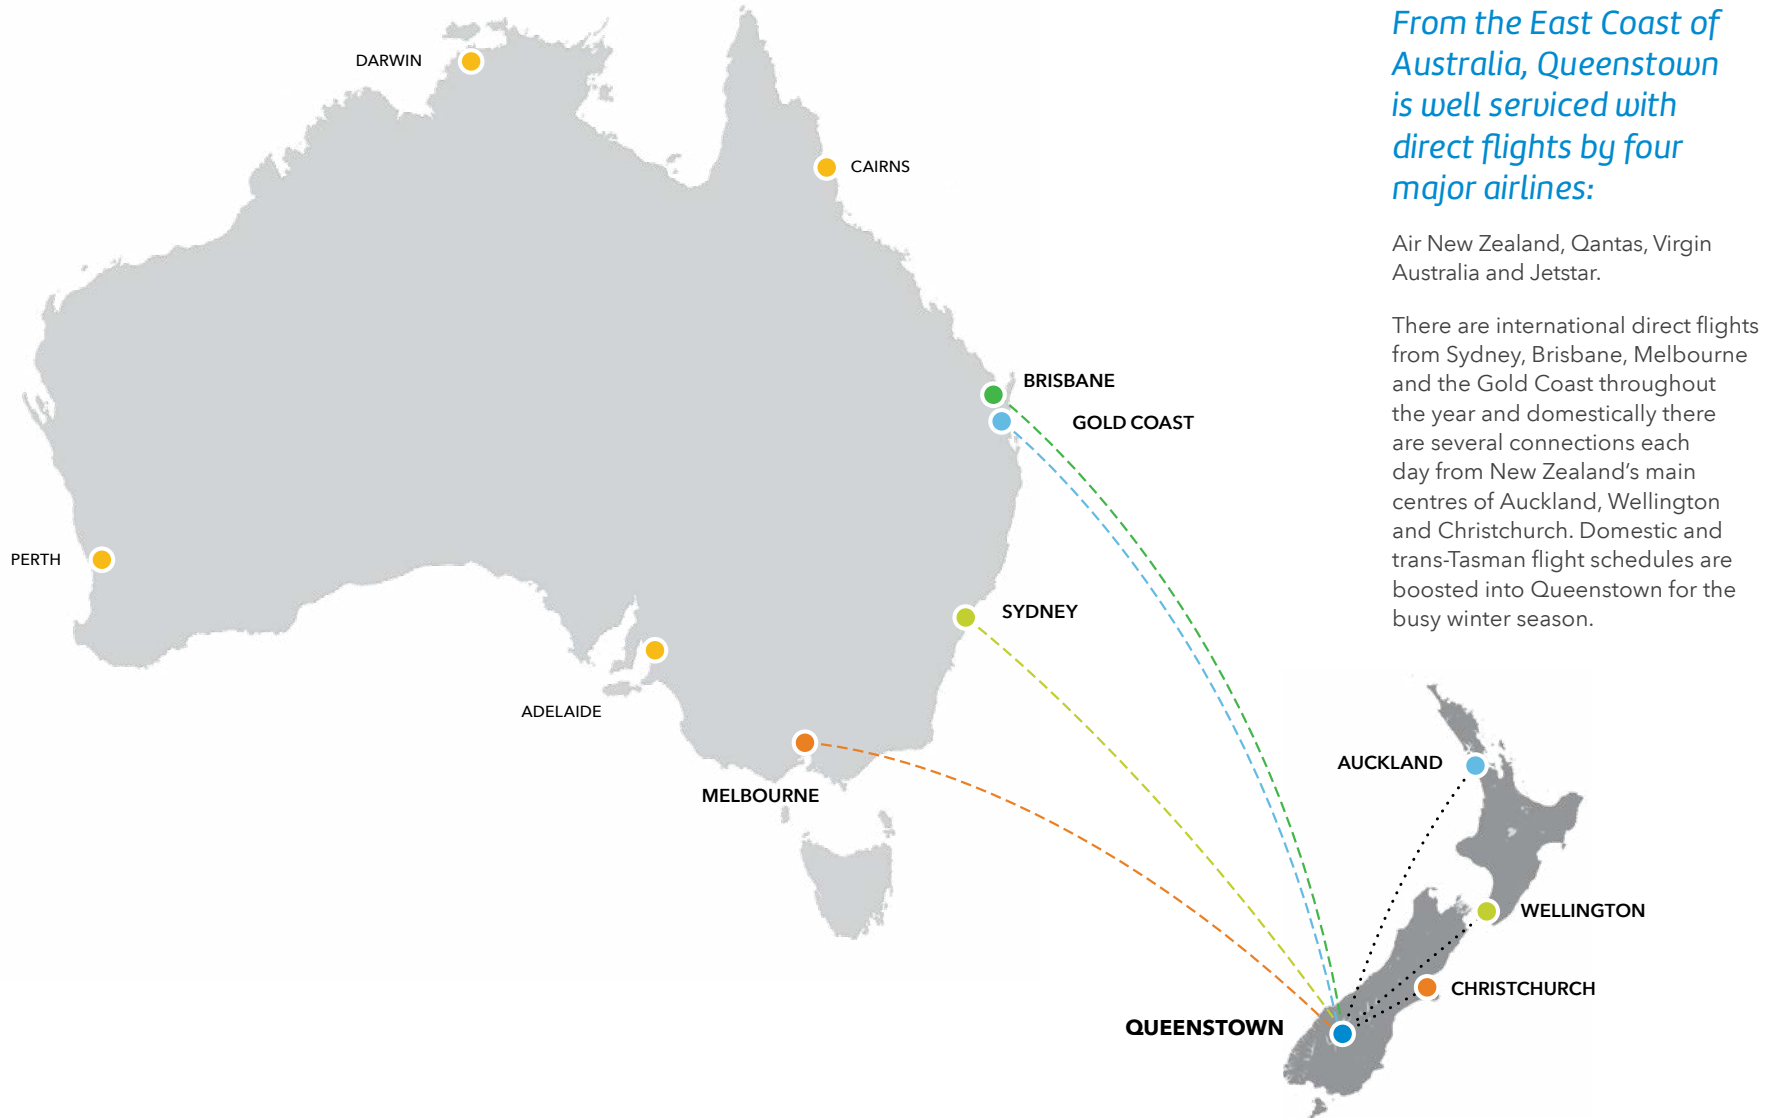 From the East Coast of
Australia, Queenstown
is well serviced with
direct flights by four
major airlines:
Air New Zealand, Qantas, Virgin
Australia and Jetstar.
There are international direct flights
from Sydney, Brisbane, Melbourne
and the Gold Coast throughout
the year and domestically there
are several connections each
day from New Zealand’s main
centres of Auckland, Wellington
and Christchurch. Domestic and
trans-Tasman flight schedules are
boosted into Queenstown for the
busy winter season.
DARWIN
CAIRNS
BRISBANE
GOLD COAST
PERTH
SYDNEY
ADELAIDE
MELBOURNE
AUCKLAND
WELLINGTON
CHRISTCHURCH
QUEENSTOWN